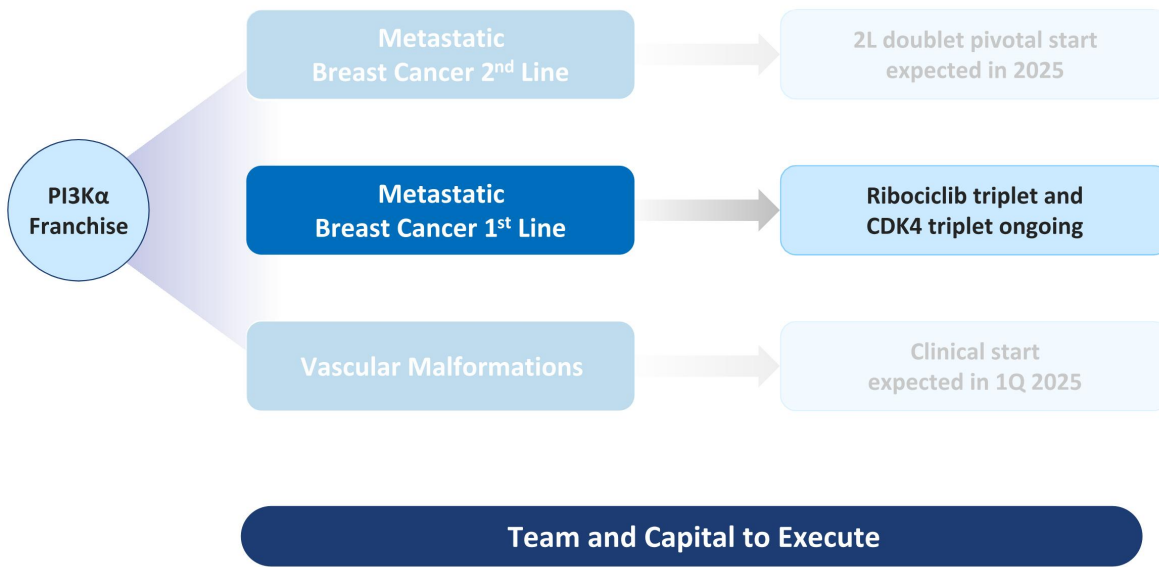 Metastatic
Breast Cancer 2nd Line
2L doublet pivotal start
expected in 2025
PI3Kα
Franchise
Metastatic
Breast Cancer 1st Line
Ribociclib triplet and
CDK4 triplet ongoing
Vascular Malformations
Clinical start
expected in 1Q 2025
Team and Capital to Execute